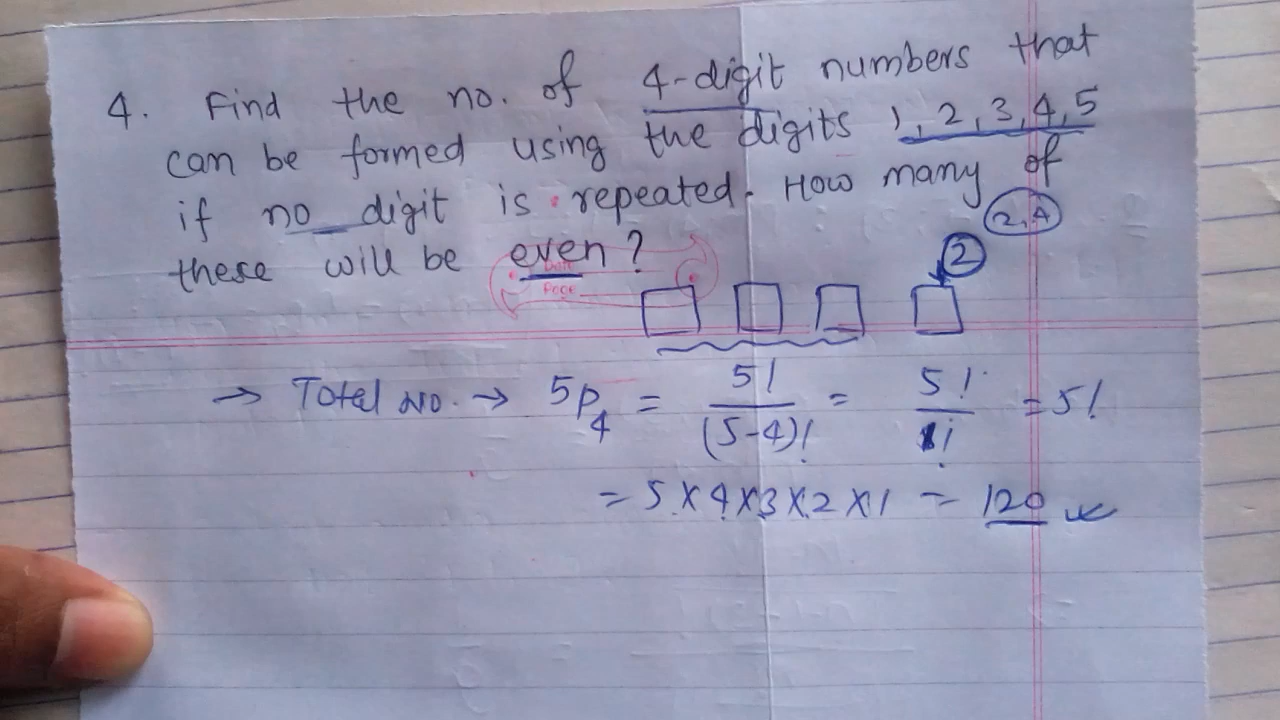 4. Find the no. of 4-digit numbers that
can be formed using the digits 1, 2, 3, 4, 5
if no digit is repeated. How many of
these will be even?
2, 4
2
Page
→ Total No. → 5P4 = 5!/(5-4)! = 5!/1! = 5!
= 5 x 4 x 3 x 2 x 1 = 120